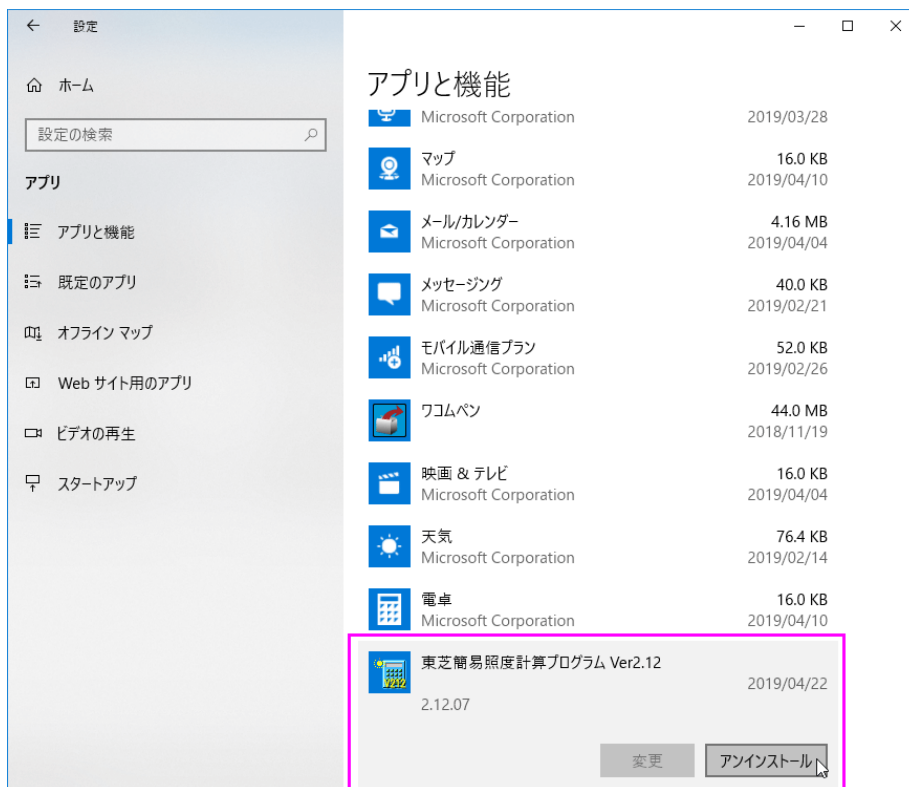 設定
ホーム
設定の検索
アプリ
アプリと機能
既定のアプリ
オフライン マップ
Web サイト用のアプリ
ビデオの再生
スタートアップ
アプリと機能
Microsoft Corporation 2019/03/28
マップ 16.0 KB
Microsoft Corporation 2019/04/10
メール/カレンダー 4.16 MB
Microsoft Corporation 2019/04/04
メッセージング 40.0 KB
Microsoft Corporation 2019/02/21
モバイル通信プラン 52.0 KB
Microsoft Corporation 2019/02/26
ワコムペン 44.0 MB
2018/11/19
映画 & テレビ 16.0 KB
Microsoft Corporation 2019/04/04
天気 76.4 KB
Microsoft Corporation 2019/02/14
電卓 16.0 KB
Microsoft Corporation 2019/04/10
東芝簡易照度計算プログラム Ver2.12
2019/04/22
V232
2.12.07
変更 アンインストール